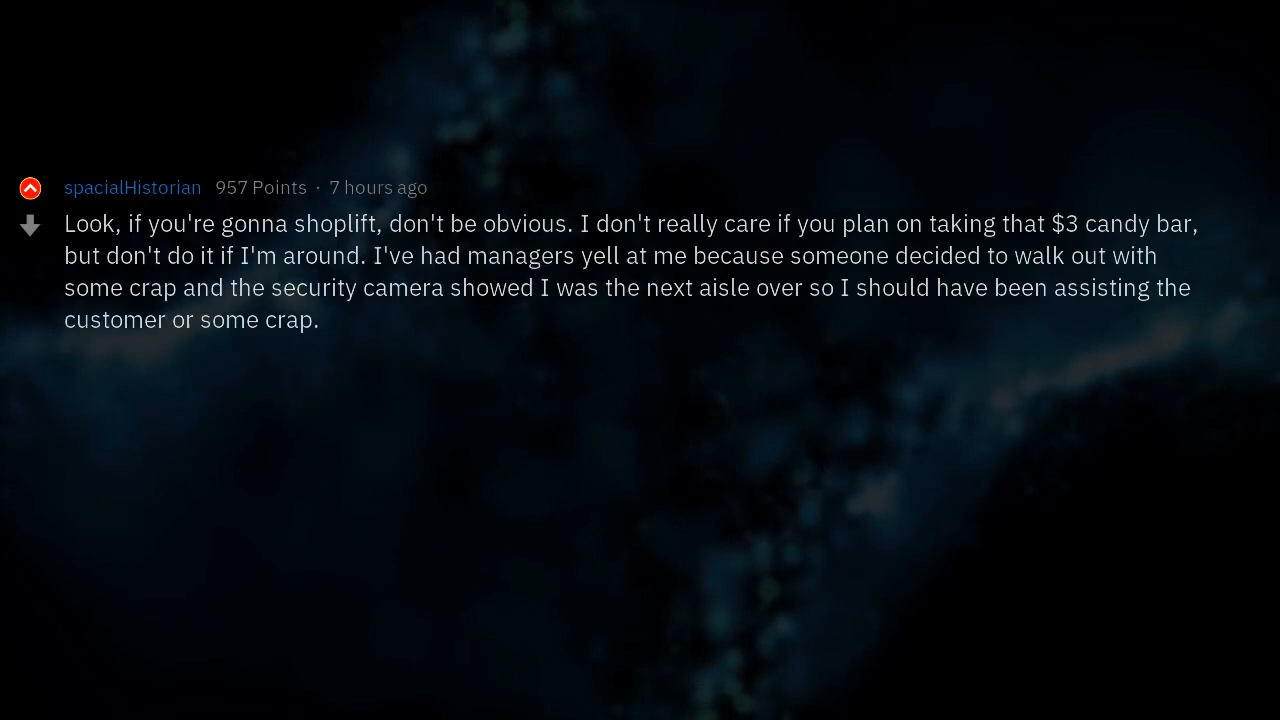 spacialHistorian 957 Points · 7 hours ago
Look, if you're gonna shoplift, don't be obvious. I don't really care if you plan on taking that $3 candy bar,
but don't do it if I'm around. I've had managers yell at me because someone decided to walk out with
some crap and the security camera showed I was the next aisle over so I should have been assisting the
customer or some crap.